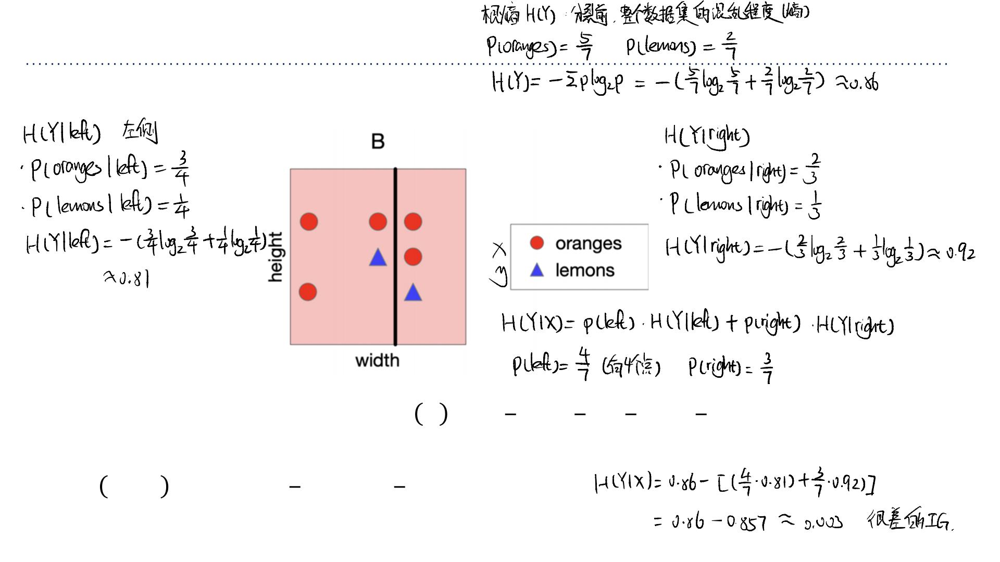 根熵 H(Y) · 分裂前. 整个数据集的混乱程度 (熵)
P(oranges) = 5/7 P(lemons) = 2/7
H(Y) = -Σplog₂p = -(5/7 log₂ 5/7 + 2/7 log₂ 2/7) ≈0.86
H(Y|left) 左侧
· P(oranges|left) = 3/4
· P(lemons|left) = 1/4
H(Y|left) = -(3/4 log₂ 3/4 + 1/4 log₂ 1/4)
≈0.81
B
height
width
H(Y|right)
· P(oranges|right) = 2/3
· P(lemons|right) = 1/3
H(Y|right) = -(2/3 log₂ 2/3 + 1/3 log₂ 1/3) ≈ 0.92
x oranges
y lemons
H(Y|X) = p(left) · H(Y|left) + p(right) · H(Y|right)
P(left) = 4/7 (有4个点) P(right) = 3/7
( ) – – – –
( ) – –
H(Y|X) = 0.86 - [(4/7 · 0.81) + 3/7 · 0.92)]
= 0.86 - 0.857 ≈ 0.003 很差的IG.